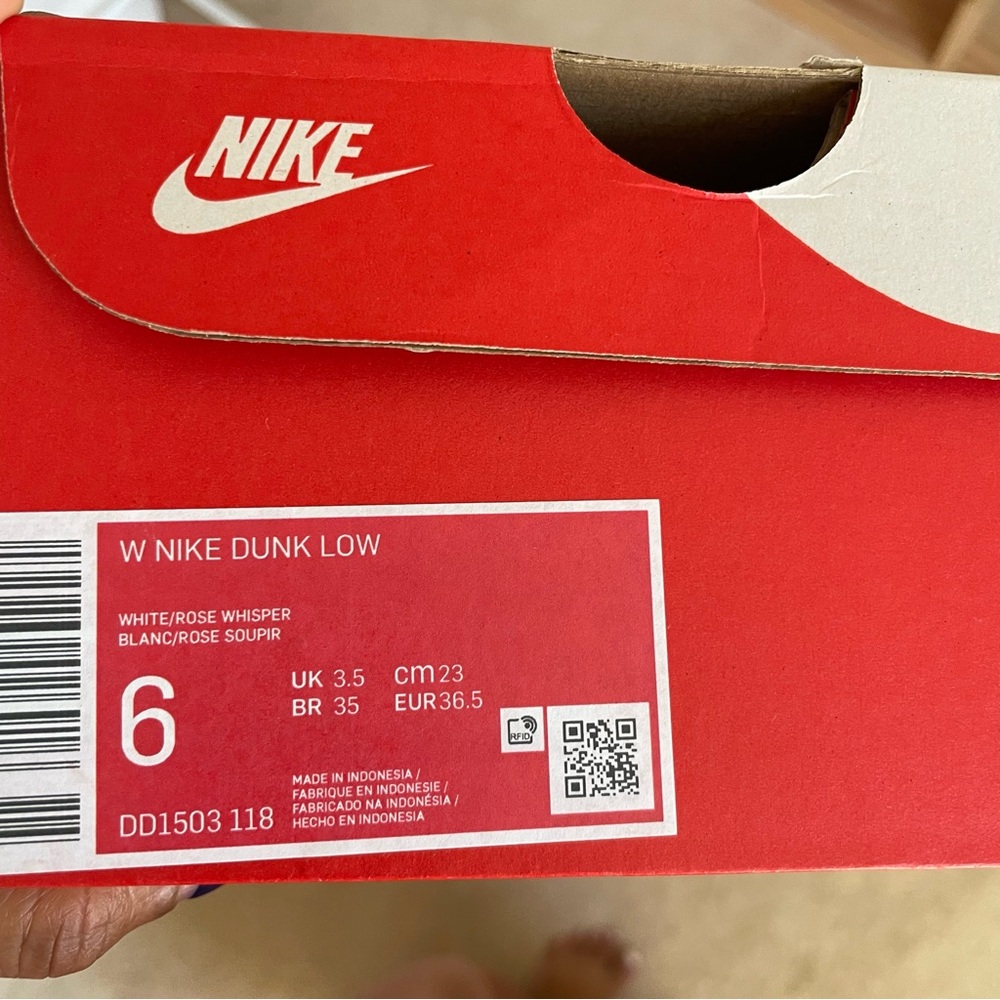 NIKE
W NIKE DUNK LOW
WHITE/ROSE WHISPER
BLANC/ROSE SOUPIR
6
UK 3.5 cm 23
BR 35 EUR 36.5
RFID
DD1503 118
MADE IN INDONESIA /
FABRIQUE EN INDONESIE /
FABRICADO NA INDONÉSIA /
HECHO EN INDONESIA